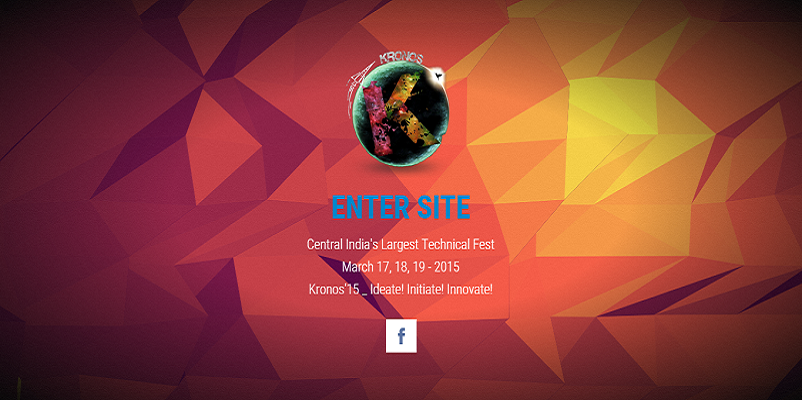 KRONOS
K
ENTER SITE
Central India's Largest Technical Fest
March 17, 18, 19 - 2015
Kronos'15 _ Ideate! Initiate! Innovate!
f